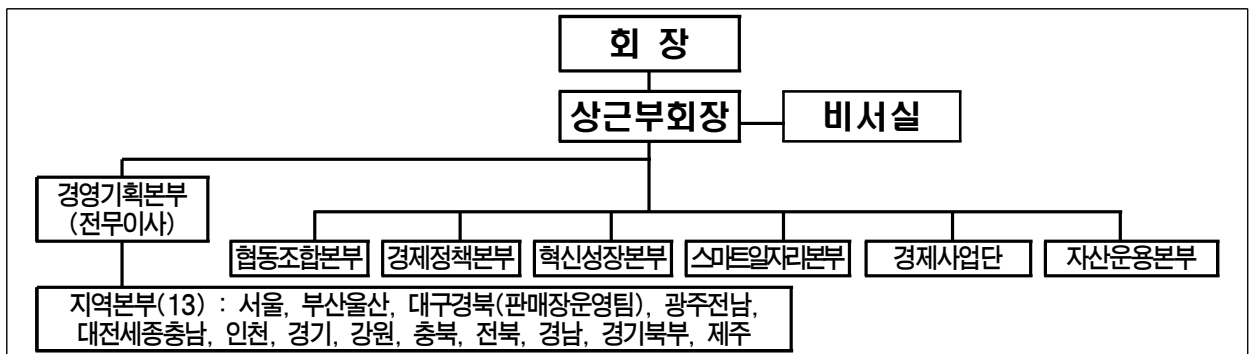 회 장
상근부회장
비서실
경영기획본부
(전무이사)
협동조합본부
경제정책본부
혁신성장본부
스마트일자리본부
경제사업단
자산운용본부
지역본부(13) : 서울, 부산울산, 대구경북(판매장운영팀), 광주전남,
대전세종충남, 인천, 경기, 강원, 충북, 전북, 경남, 경기북부, 제주